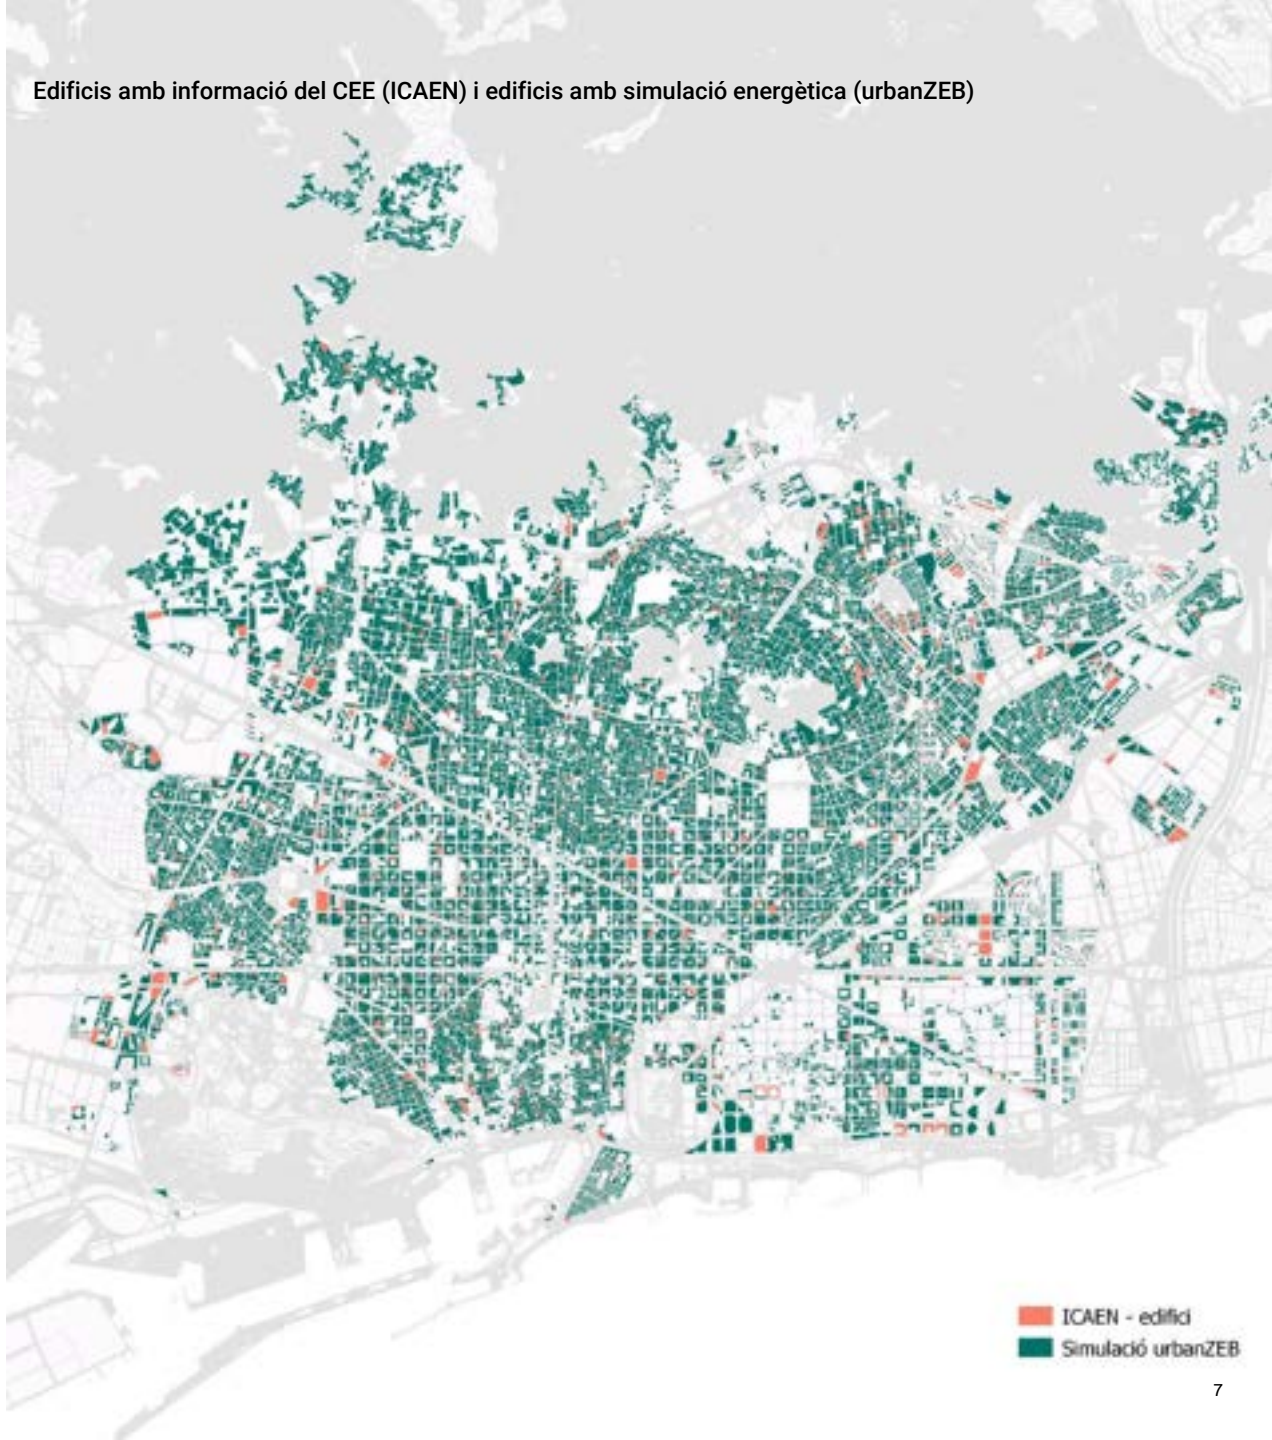 Edificis amb informació del CEE (ICAEN) i edificis amb simulació energètica (urbanZEB)
ICAEN - edifici
Simulació urbanZEB
7